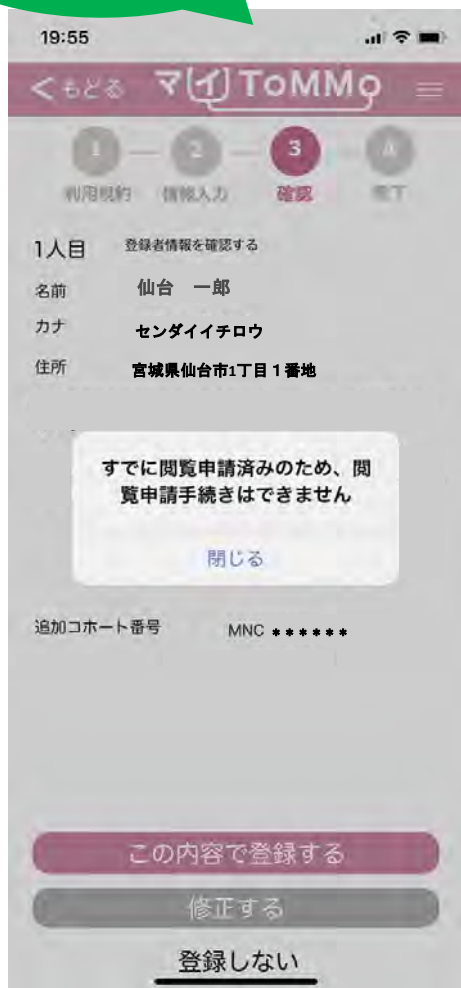 19:55
＜もどる マイ ToMMo
1 2 3 4
利用規約 情報入力 確認 完了
1人目 登録者情報を確認する
名前 仙台 一郎
カナ センダイイチロウ
住所 宮城県仙台市1丁目１番地
すでに閲覧申請済みのため、閲
覧申請手続きはできません
閉じる
追加コホート番号 MNC ******
この内容で登録する
修正する
登録しない